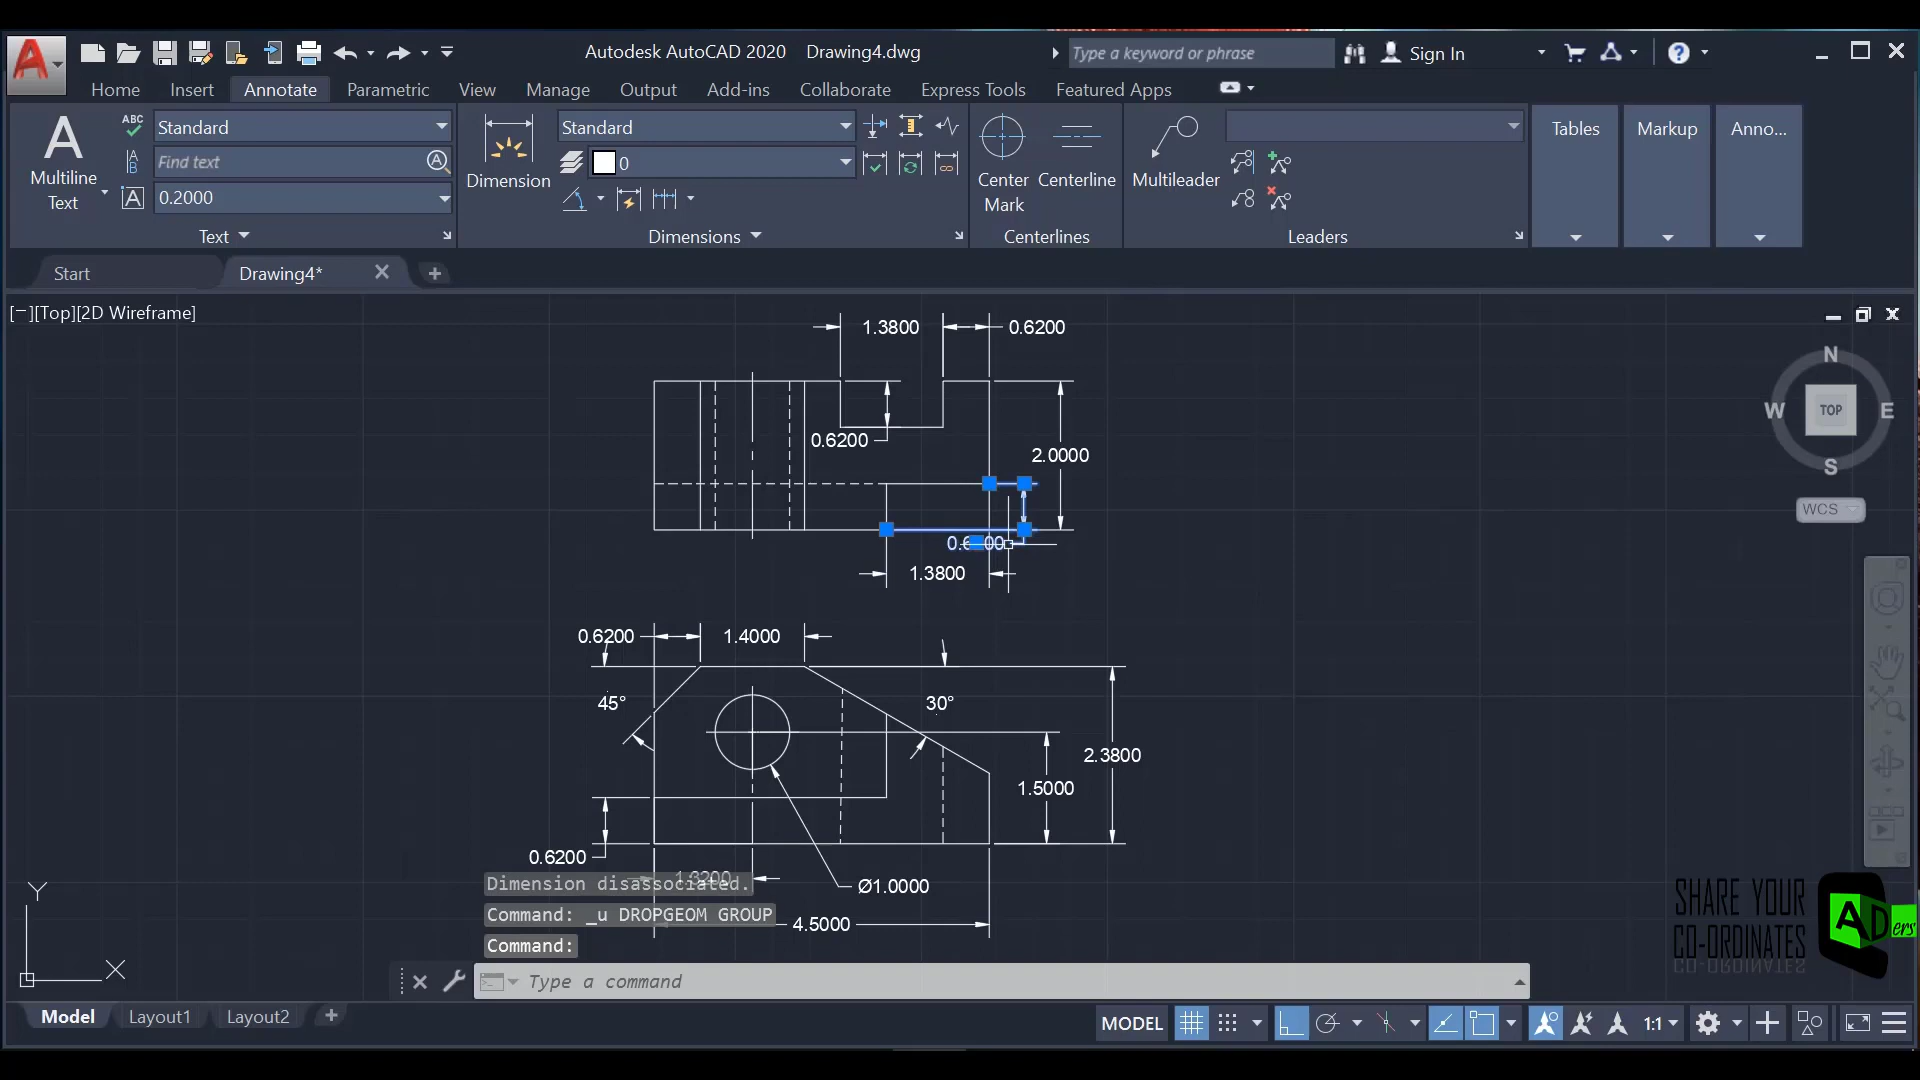 Autodesk AutoCAD 2020 Drawing4.dwg
Type a keyword or phrase
Sign In
Home Insert Annotate Parametric View Manage Output Add-ins Collaborate Express Tools Featured Apps
A
Multiline
Text
ABC
Standard
Find text
0.2000
Text
Dimension
Standard
0
Dimensions
Center
Mark
Centerline
Centerlines
Multileader
Leaders
Tables
Markup
Anno...
Start
Drawing4*
[−][Top][2D Wireframe]
1.3800
0.6200
0.6200
2.0000
1.3800
N
W TOP E
S
WCS
0.6200
1.4000
45°
30°
2.3800
1.5000
0.6200
1.3200
Ø1.0000
4.5000
Dimension disassociated.
Command: _u DROPGEOM GROUP
Command:
Type a command
Y
X
SHARE YOUR
CO-ORDINATES
ADers
Model
Layout1
Layout2
MODEL
1:1